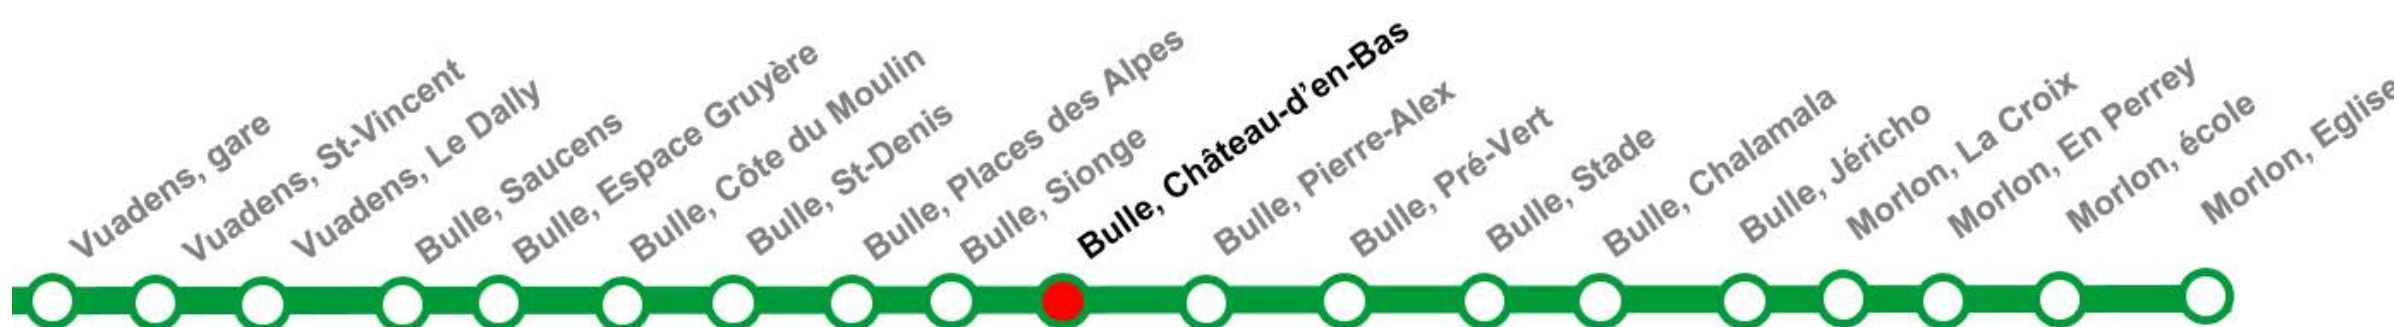 Vuadens, gare
Vuadens, St-Vincent
Vuadens, Le Dally
Bulle, Saucens
Bulle, Espace Gruyère
Bulle, Côte du Moulin
Bulle, St-Denis
Bulle, Places des Alpes
Bulle, Sionge
Bulle, Château-d'en-Bas
Bulle, Pierre-Alex
Bulle, Pré-Vert
Bulle, Stade
Bulle, Chalamala
Bulle, Jéricho
Morlon, La Croix
Morlon, En Perrey
Morlon, école
Morlon, Eglise